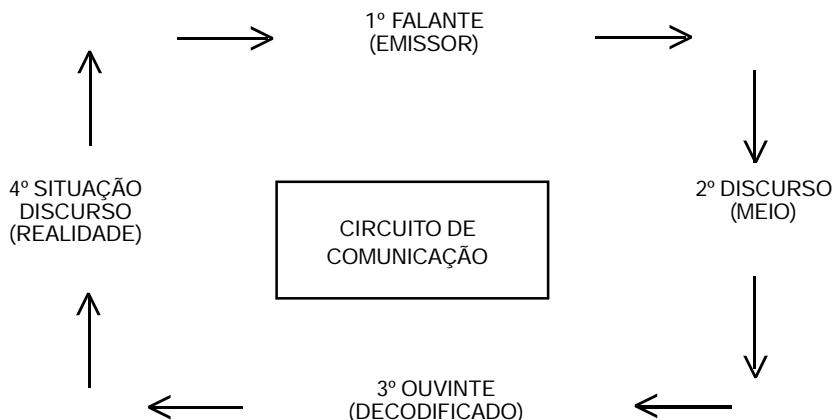 1º FALANTE
(EMISSOR)
2º DISCURSO
(MEIO)
3º OUVINTE
(DECODIFICADO)
4º SITUAÇÃO
DISCURSO
(REALIDADE)
CIRCUITO DE
COMUNICAÇÃO